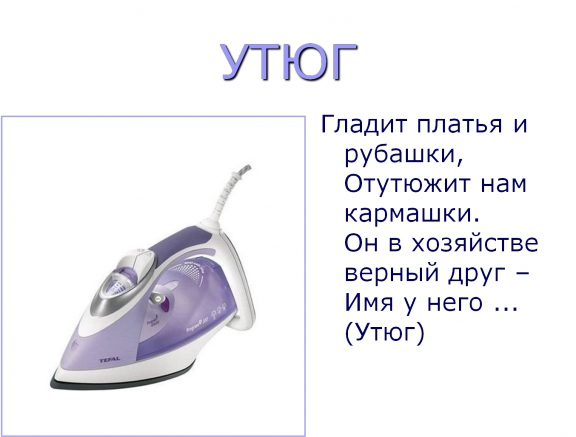 УТЮГ
Гладит платья и
рубашки,
Отутюжит нам
кармашки.
Он в хозяйстве
верный друг –
Имя у него ...
(Утюг)
TEFAL